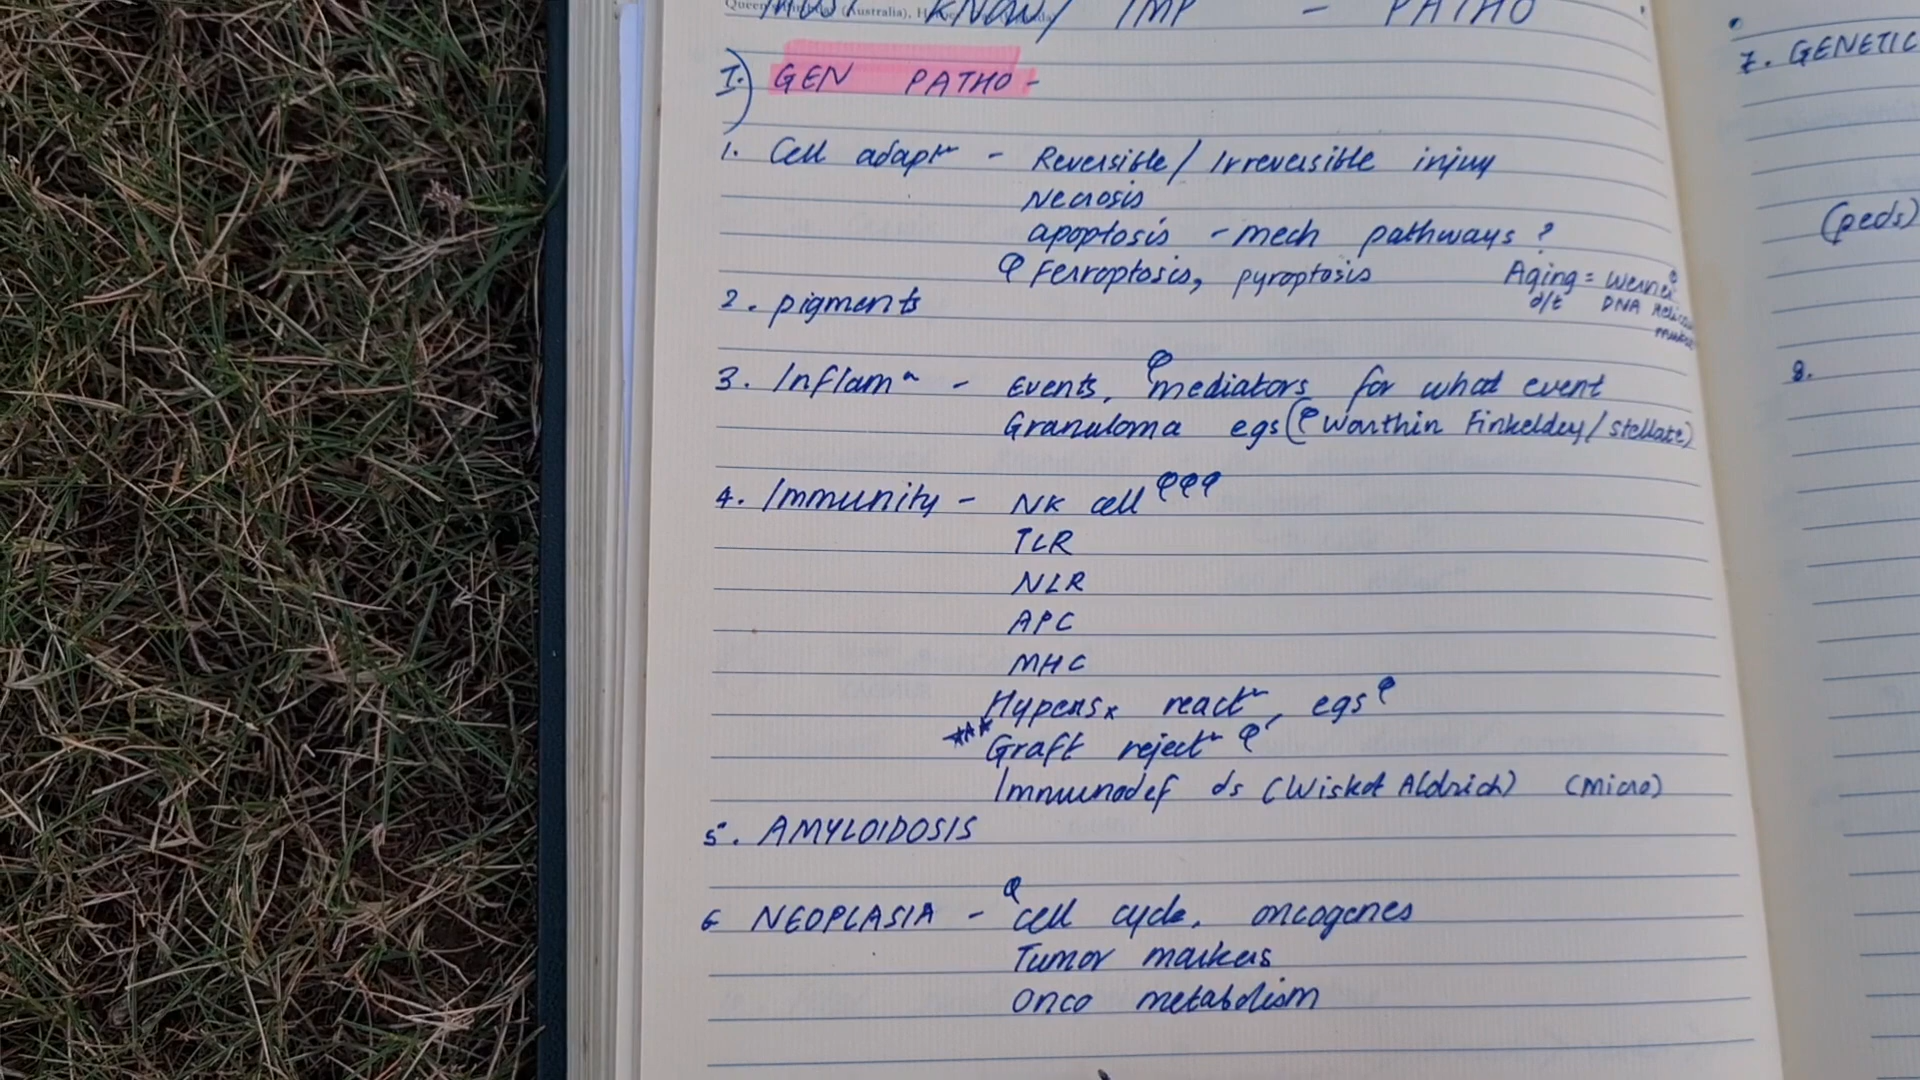 MUST KNOW / IMP - PATHO
I.) GEN PATHO -
1. Cell adaptn - Reversible / Irreversible injury
Necrosis
apoptosis - mech pathways ?
Q Ferroptosis, pyroptosis
Aging = Werner
d/t DNA
2. pigments
3. Inflamn - Events, Q mediators for what event
Granuloma egs (Q Warthin Finkeldey / stellate)
4. Immunity - NK cell QQQ
TLR
NLR
APC
MHC
Hypersx reactn, egs Q
*** Graft rejectn Q
Immunodef ds (Wiskot Aldrich) (micro)
5. AMYLOIDOSIS
6 NEOPLASIA - Q cell cycle, oncogenes
Tumor markers
onco metabolism
7. GENETIC
(peds)
8.